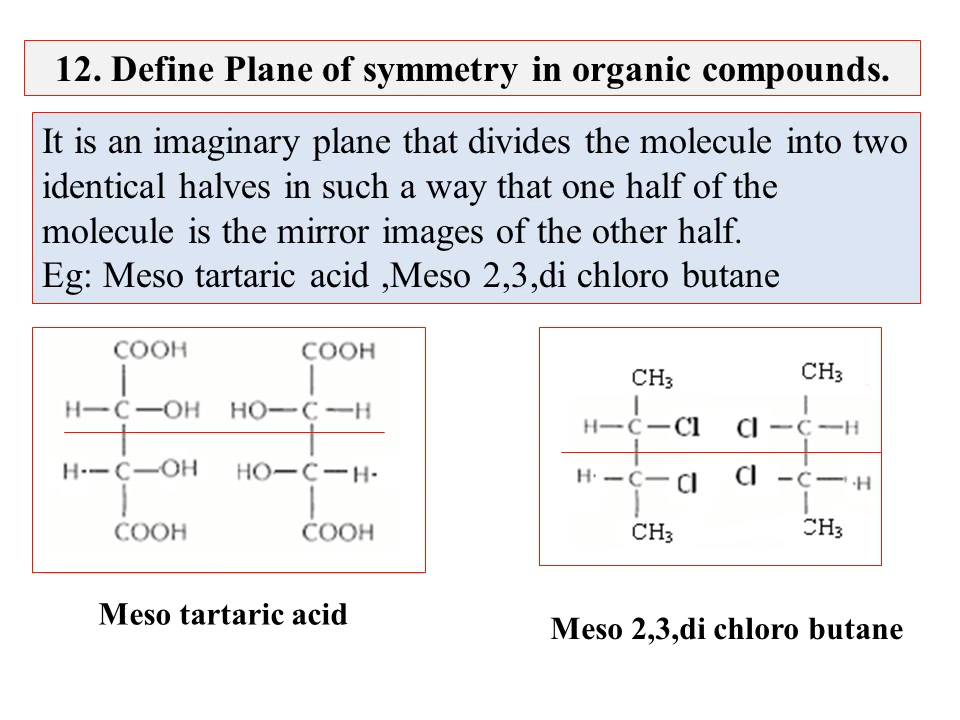 12. Define Plane of symmetry in organic compounds.
It is an imaginary plane that divides the molecule into two
identical halves in such a way that one half of the
molecule is the mirror images of the other half.
Eg: Meso tartaric acid ,Meso 2,3,di chloro butane
COOH COOH
H—C—OH HO—C—H
H·—C—OH HO—C—H·
COOH COOH
CH₃ CH₃
H—C—Cl Cl—C—H
H·—C—Cl Cl–C—·H
CH₃ CH₃
Meso tartaric acid
Meso 2,3,di chloro butane